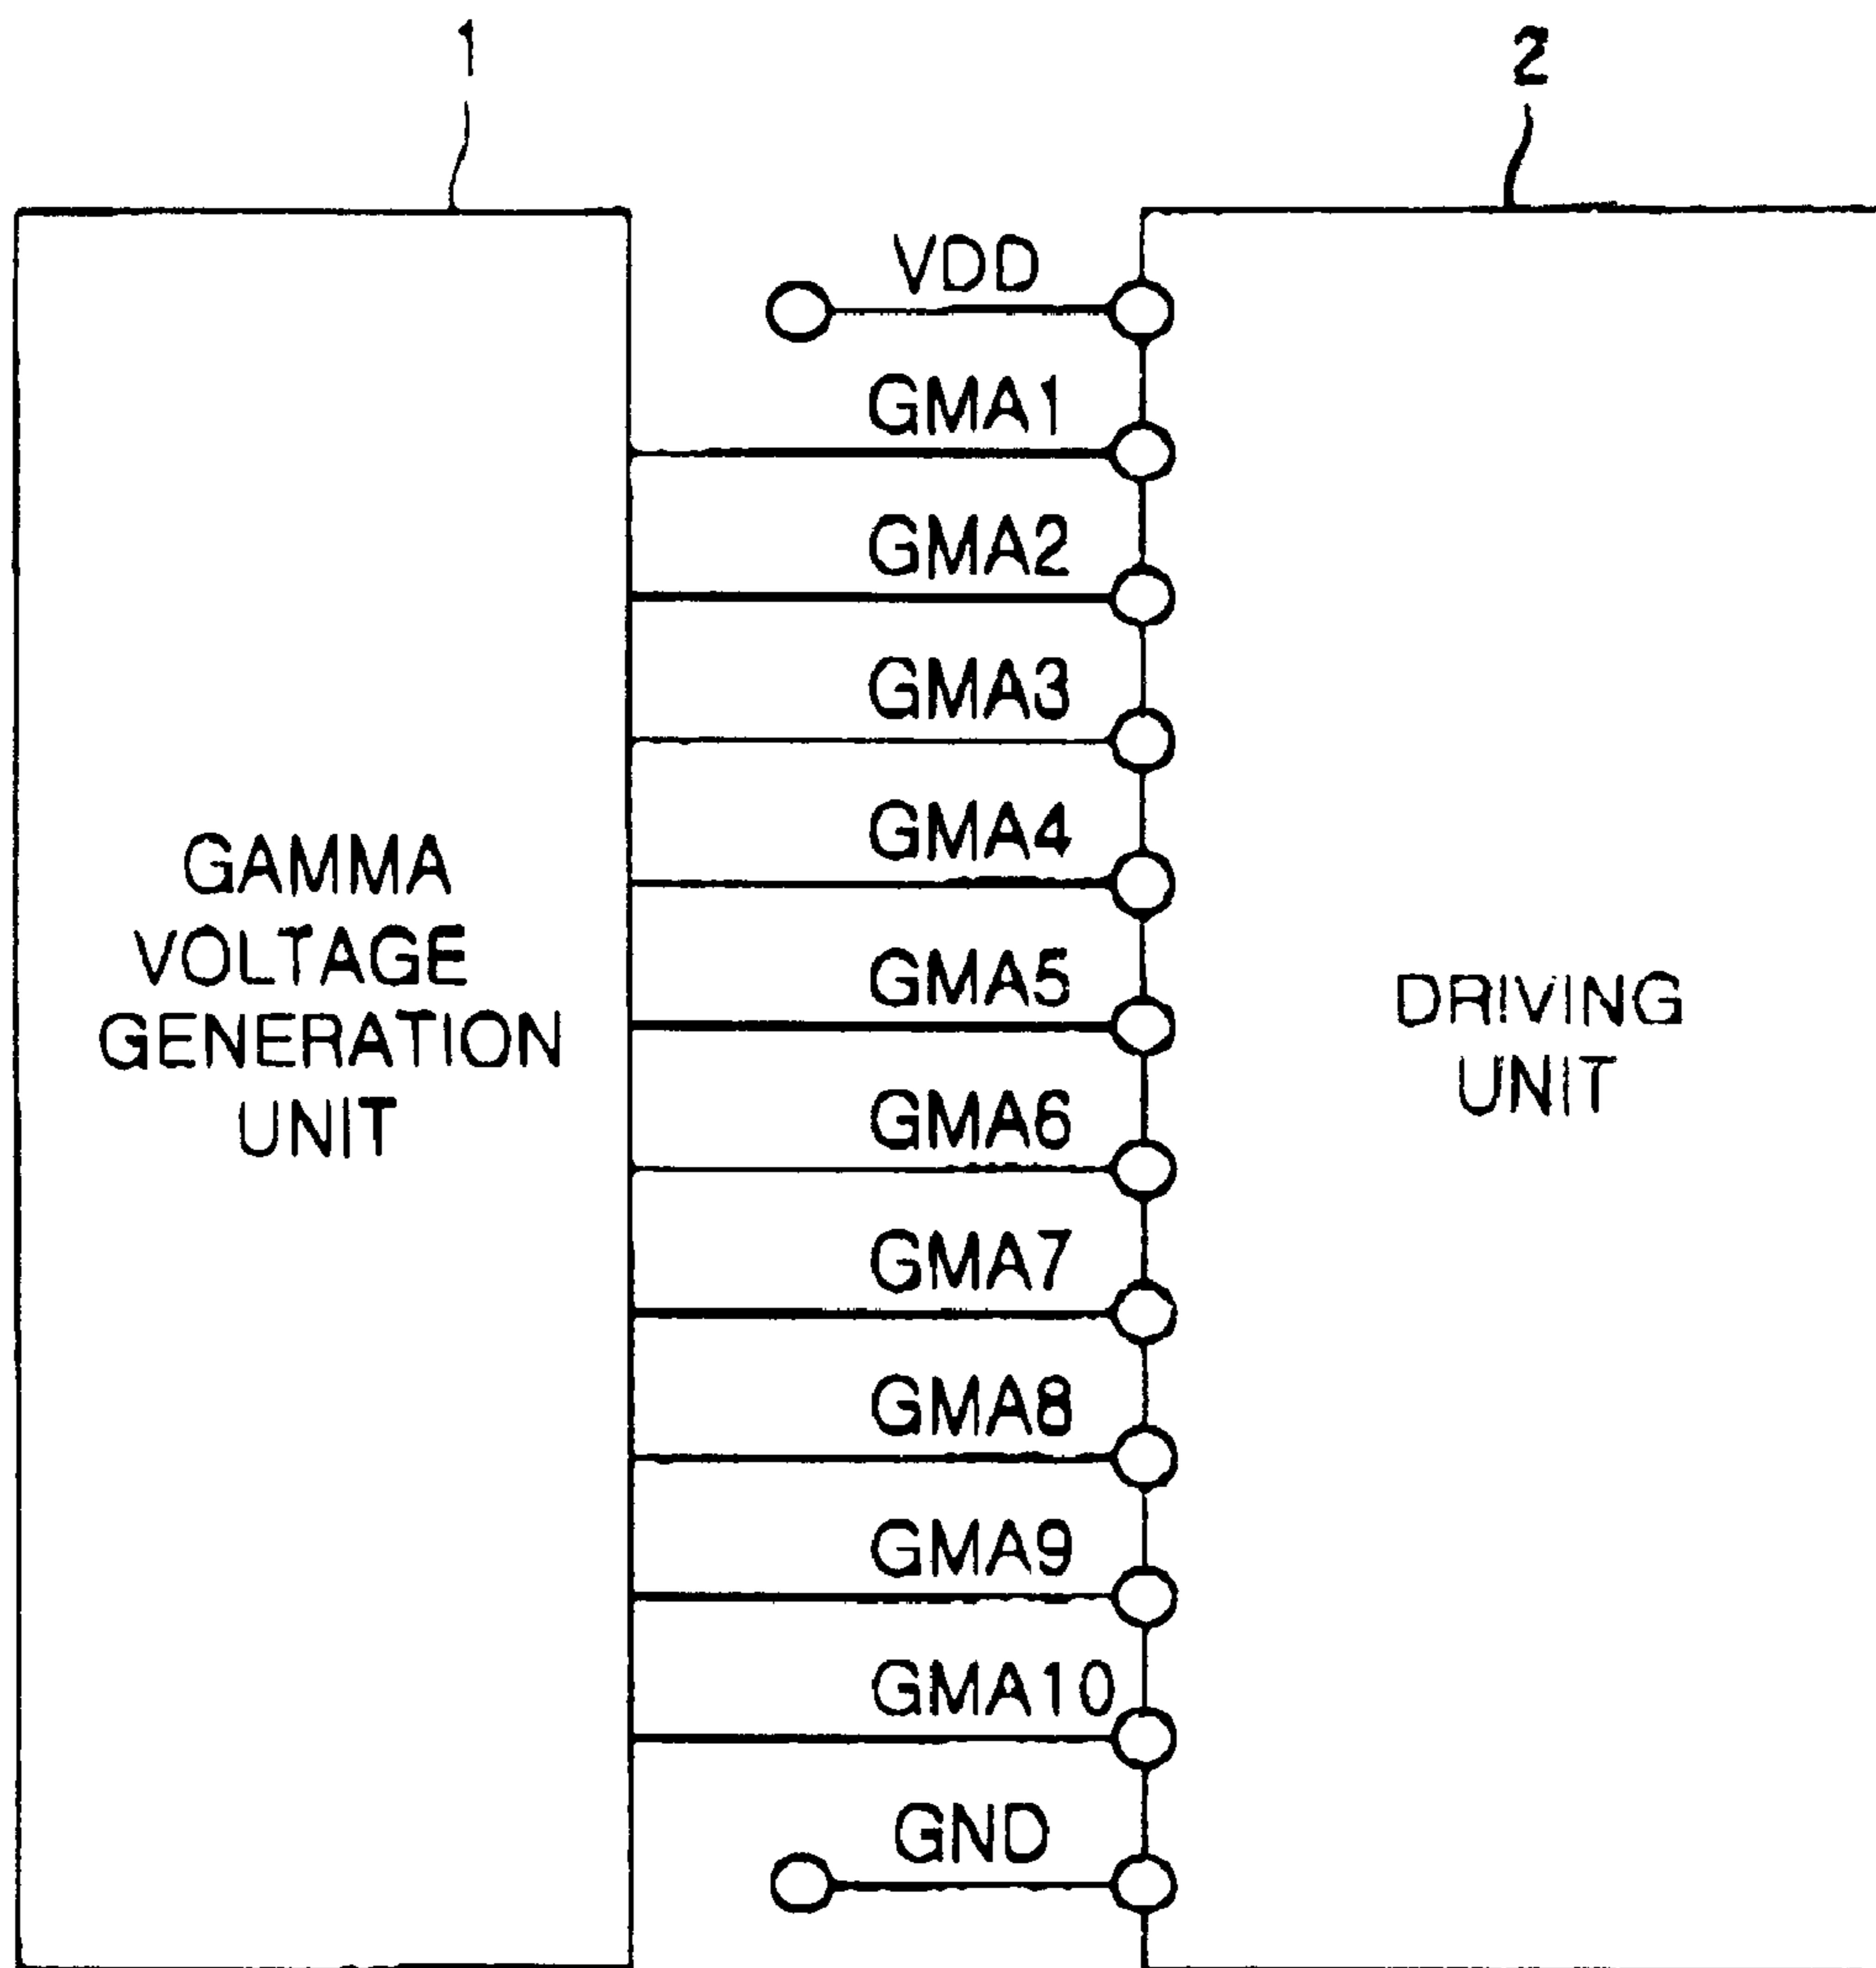 1
2
VDD
GMA1
GMA2
GMA3
GMA4
GMA5
GMA6
GMA7
GMA8
GMA9
GMA10
GND
GAMMA
VOLTAGE
GENERATION
UNIT
DRIVING
UNIT